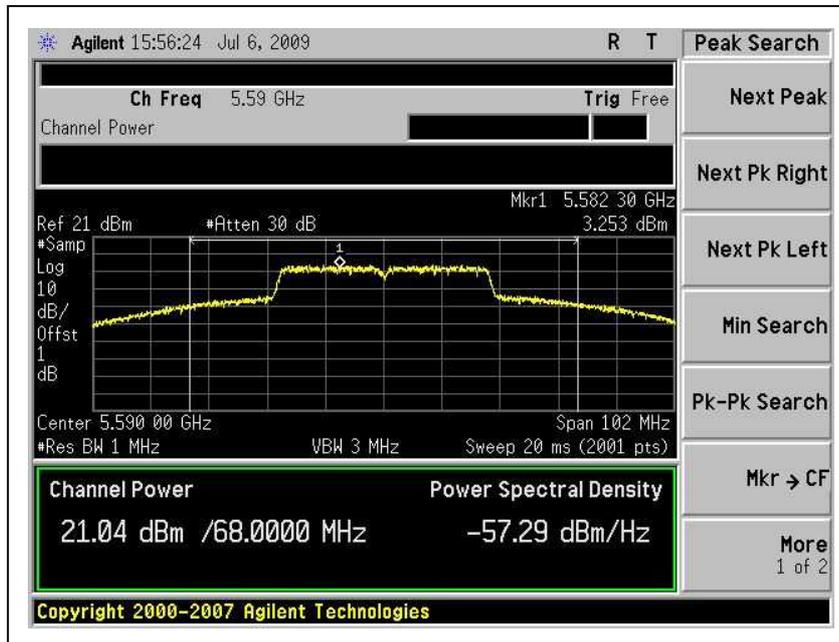 Agilent 15:56:24 Jul 6, 2009 R T
Peak Search
Ch Freq 5.59 GHz Trig Free
Channel Power
Mkr1 5.582 30 GHz
Ref 21 dBm #Atten 30 dB 3.253 dBm
#Samp
Log
10
dB/
Offst
1
dB
1
Center 5.590 00 GHz Span 102 MHz
#Res BW 1 MHz VBW 3 MHz Sweep 20 ms (2001 pts)
Channel Power Power Spectral Density
21.04 dBm /68.0000 MHz -57.29 dBm/Hz
Copyright 2000-2007 Agilent Technologies
Next Peak
Next Pk Right
Next Pk Left
Min Search
Pk-Pk Search
Mkr → CF
More
1 of 2